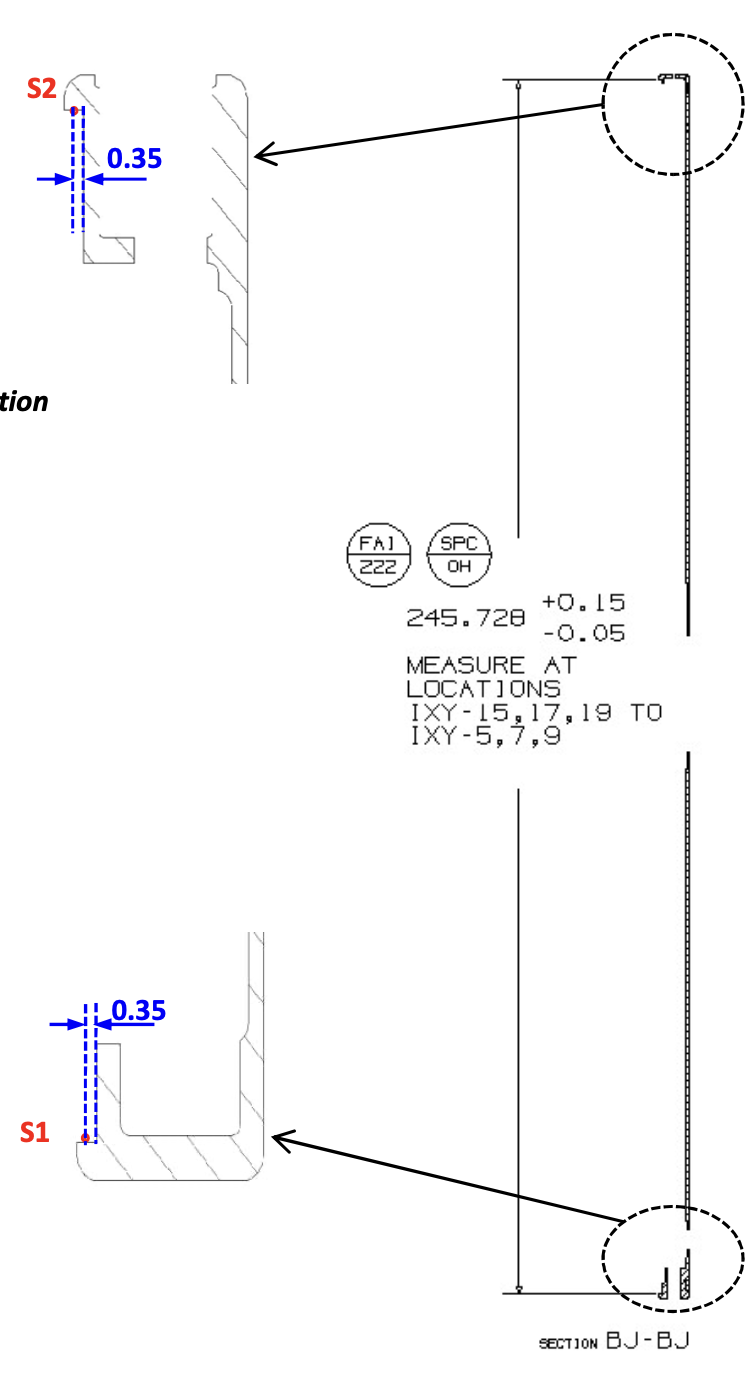 S2
0.35
tion
FAI
ZZZ
SPC
OH
245.728 +0.15
-0.05
MEASURE AT
LOCATIONS
IXY-15,17,19 TO
IXY-5,7,9
0.35
S1
SECTION BJ-BJ